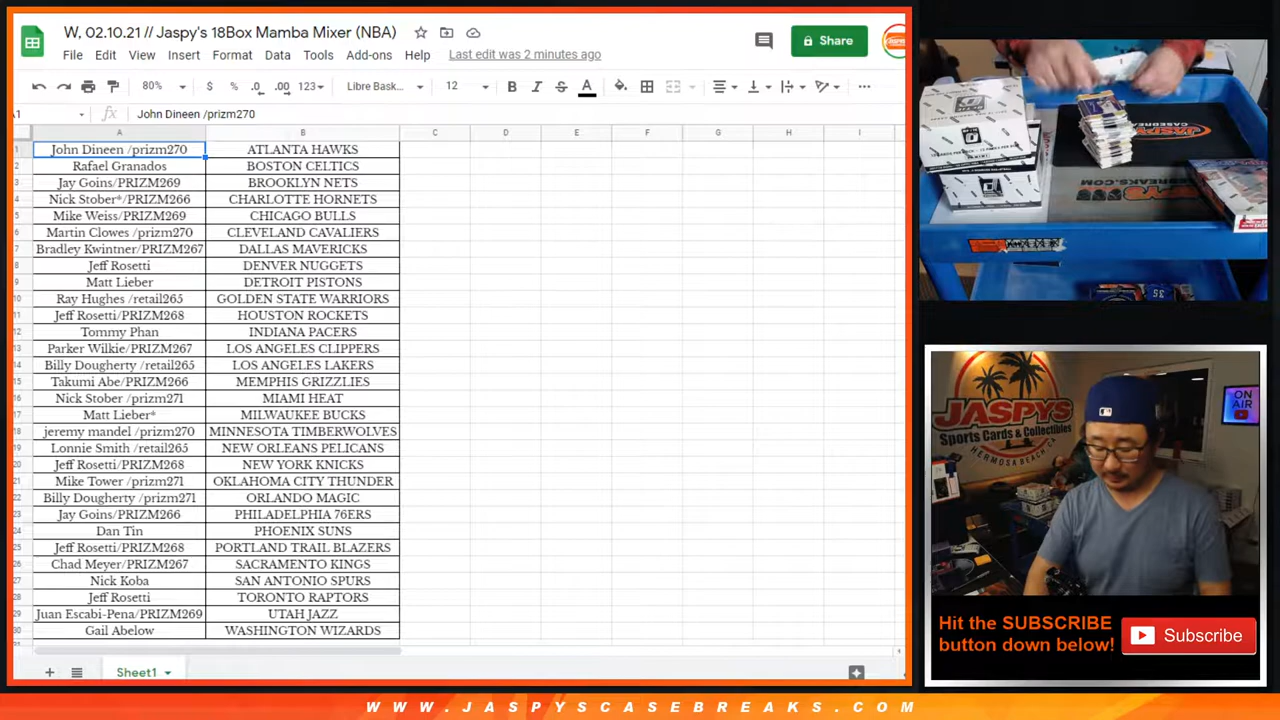 W, 02.10.21 // Jaspy's 18Box Mamba Mixer (NBA)
File Edit View Insert Format Data Tools Add-ons Help Last edit was 2 minutes ago
Share
80% $ % .0 .00 123 Libre Bask... 12 B I S A
John Dineen /prizm270
A B C D E F G H I
1 John Dineen /prizm270 ATLANTA HAWKS
2 Rafael Granados BOSTON CELTICS
3 Jay Goins/PRIZM269 BROOKLYN NETS
4 Nick Stober*/PRIZM266 CHARLOTTE HORNETS
5 Mike Weiss/PRIZM269 CHICAGO BULLS
6 Martin Clowes /prizm270 CLEVELAND CAVALIERS
7 Bradley Kwintner/PRIZM267 DALLAS MAVERICKS
8 Jeff Rosetti DENVER NUGGETS
9 Matt Lieber DETROIT PISTONS
10 Ray Hughes /retail265 GOLDEN STATE WARRIORS
11 Jeff Rosetti/PRIZM268 HOUSTON ROCKETS
12 Tommy Phan INDIANA PACERS
13 Parker Wilkie/PRIZM267 LOS ANGELES CLIPPERS
14 Billy Dougherty /retail265 LOS ANGELES LAKERS
15 Takumi Abe/PRIZM266 MEMPHIS GRIZZLIES
16 Nick Stober /prizm271 MIAMI HEAT
17 Matt Lieber* MILWAUKEE BUCKS
18 jeremy mandel /prizm270 MINNESOTA TIMBERWOLVES
19 Lonnie Smith /retail265 NEW ORLEANS PELICANS
20 Jeff Rosetti/PRIZM268 NEW YORK KNICKS
21 Mike Tower /prizm271 OKLAHOMA CITY THUNDER
22 Billy Dougherty /prizm271 ORLANDO MAGIC
23 Jay Goins/PRIZM266 PHILADELPHIA 76ERS
24 Dan Tin PHOENIX SUNS
25 Jeff Rosetti/PRIZM268 PORTLAND TRAIL BLAZERS
26 Chad Meyer/PRIZM267 SACRAMENTO KINGS
27 Nick Koba SAN ANTONIO SPURS
28 Jeff Rosetti TORONTO RAPTORS
29 Juan Escabi-Pena/PRIZM269 UTAH JAZZ
30 Gail Abelow WASHINGTON WIZARDS
Sheet1
JASPYS
CASEBREAKS
JASPYS
Sports Cards & Collectibles
HERMOSA BEACH, CA
ON AIR
Hit the SUBSCRIBE
button down below!
Subscribe
WWW.JASPYSCASEBREAKS.COM